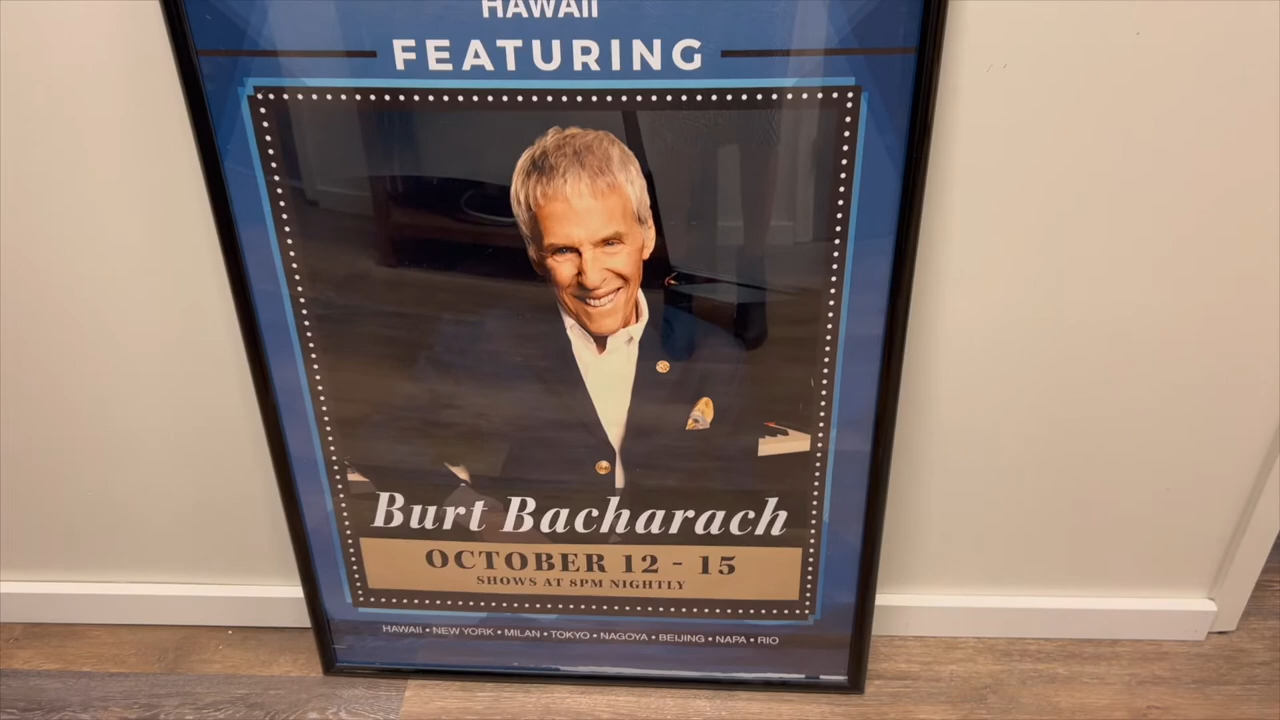 HAWAII
FEATURING
Burt Bacharach
OCTOBER 12 - 15
SHOWS AT 8PM NIGHTLY
HAWAII • NEW YORK • MILAN • TOKYO • NAGOYA • BEIJING • NAPA • RIO